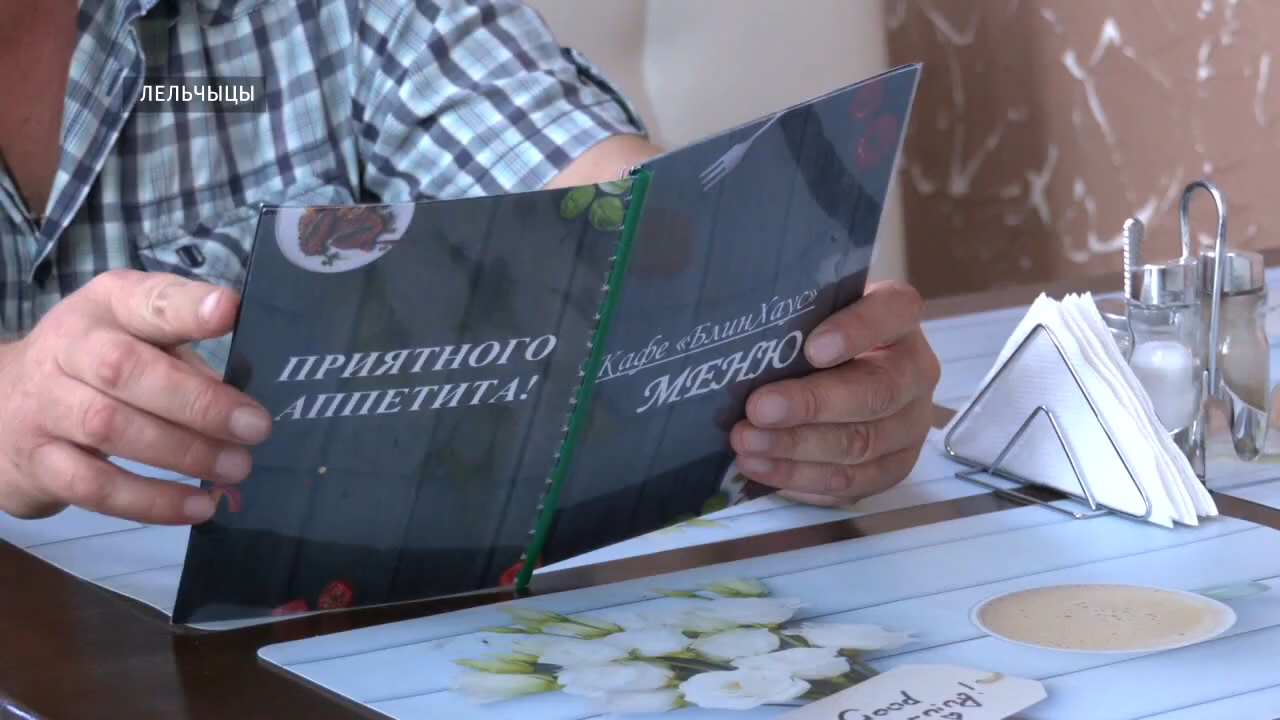 ЛЕЛЬЧЫЦЫ
ПРИЯТНОГО
АППЕТИТА!
Кафе «БлинХаус»
МЕНЮ
Good